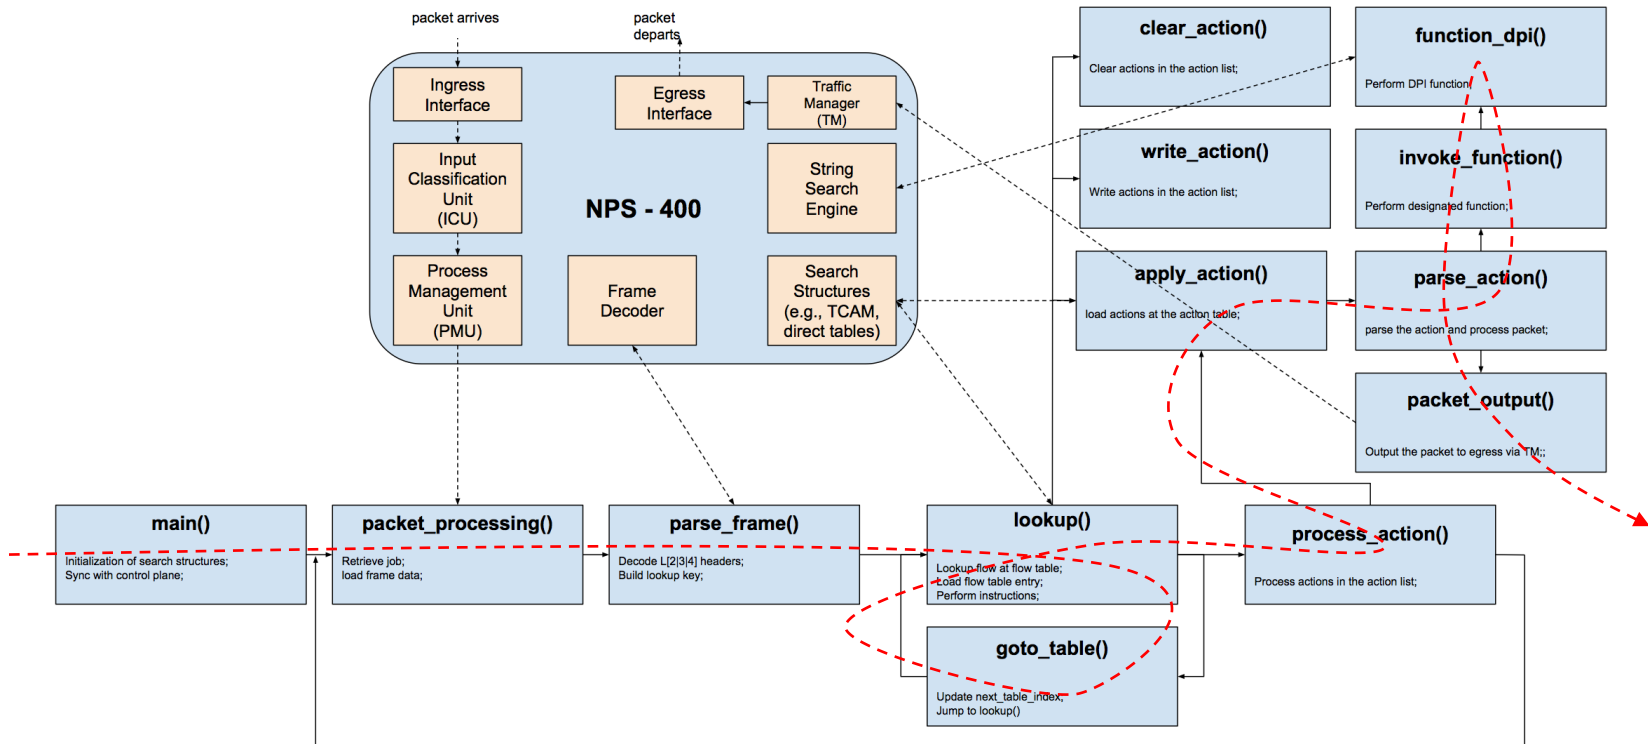 packet arrives
packet
departs
Ingress
Interface
Egress
Interface
Traffic
Manager
(TM)
Input
Classification
Unit
(ICU)
NPS - 400
String
Search
Engine
Process
Management
Unit
(PMU)
Frame
Decoder
Search
Structures
(e.g., TCAM,
direct tables)
clear_action()
Clear actions in the action list;
function_dpi()
Perform DPI function;
write_action()
Write actions in the action list;
invoke_function()
Perform designated function;
apply_action()
load actions at the action table;
parse_action()
parse the action and process packet;
packet_output()
Output the packet to egress via TM;;
main()
Initialization of search structures;
Sync with control plane;
packet_processing()
Retrieve job;
load frame data;
parse_frame()
Decode L[2|3|4] headers;
Build lookup key;
lookup()
Lookup flow at flow table;
Load flow table entry;
Perform instructions;
process_action()
Process actions in the action list;
goto_table()
Update next_table_index;
Jump to lookup()